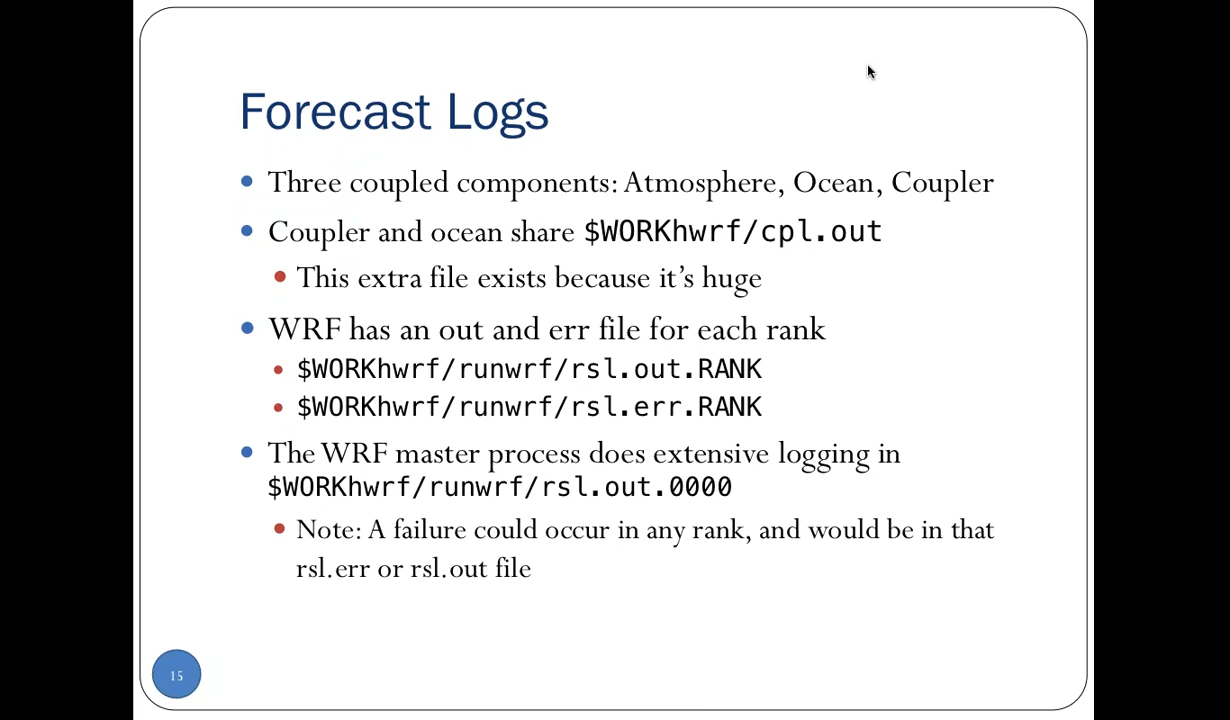 Forecast Logs
Three coupled components: Atmosphere, Ocean, Coupler
Coupler and ocean share $WORKhwrf/cpl.out
This extra file exists because it’s huge
WRF has an out and err file for each rank
$WORKhwrf/runwrf/rsl.out.RANK
$WORKhwrf/runwrf/rsl.err.RANK
The WRF master process does extensive logging in
$WORKhwrf/runwrf/rsl.out.0000
Note: A failure could occur in any rank, and would be in that
rsl.err or rsl.out file
15